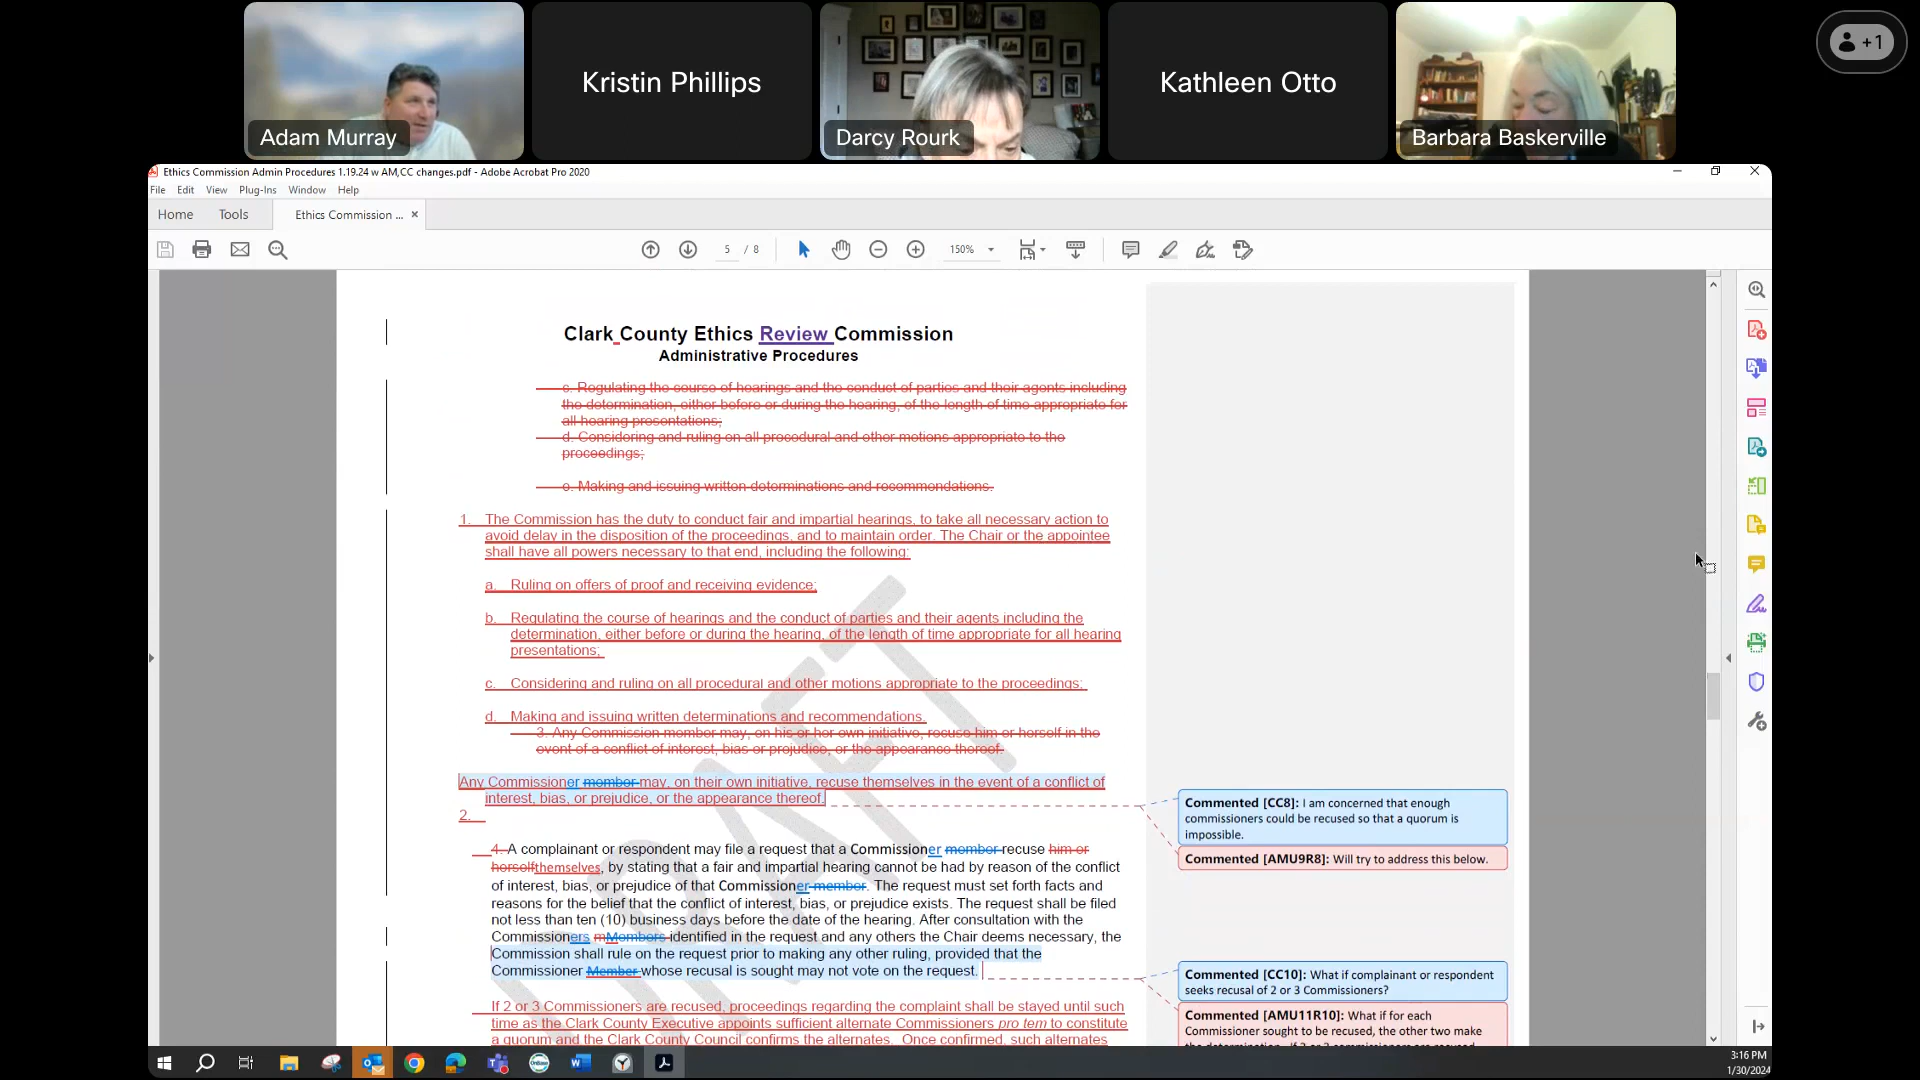 +1
Adam Murray
Kristin Phillips
Darcy Rourk
Kathleen Otto
Barbara Baskerville
Ethics Commission Admin Procedures 1.19.24 w AM,CC changes.pdf - Adobe Acrobat Pro 2020
File Edit View Plug-Ins Window Help
Home Tools Ethics Commission ... ×
5 / 8 150%
Clark County Ethics Review Commission
Administrative Procedures
c. Regulating the course of hearings and the conduct of parties and their agents including
the determination, either before or during the hearing, of the length of time appropriate for
all hearing presentations;
d. Considering and ruling on all procedural and other motions appropriate to the
proceedings;
e. Making and issuing written determinations and recommendations.
1. The Commission has the duty to conduct fair and impartial hearings, to take all necessary action to
avoid delay in the disposition of the proceedings, and to maintain order. The Chair or the appointee
shall have all powers necessary to that end, including the following:
a. Ruling on offers of proof and receiving evidence;
b. Regulating the course of hearings and the conduct of parties and their agents including the
determination, either before or during the hearing, of the length of time appropriate for all hearing
presentations;
c. Considering and ruling on all procedural and other motions appropriate to the proceedings;
d. Making and issuing written determinations and recommendations.
3. Any Commission member may, on his or her own initiative, recuse him or herself in the
event of a conflict of interest, bias or prejudice, or the appearance thereof.
Any Commissioner member may, on their own initiative, recuse themselves in the event of a conflict of
interest, bias, or prejudice, or the appearance thereof.
2.
4. A complainant or respondent may file a request that a Commissioner member recuse him or
herselfthemselves, by stating that a fair and impartial hearing cannot be had by reason of the conflict
of interest, bias, or prejudice of that Commissioner member. The request must set forth facts and
reasons for the belief that the conflict of interest, bias, or prejudice exists. The request shall be filed
not less than ten (10) business days before the date of the hearing. After consultation with the
Commissioners mMembers identified in the request and any others the Chair deems necessary, the
Commission shall rule on the request prior to making any other ruling, provided that the
Commissioner Member whose recusal is sought may not vote on the request.
If 2 or 3 Commissioners are recused, proceedings regarding the complaint shall be stayed until such
time as the Clark County Executive appoints sufficient alternate Commissioners pro tem to constitute
a quorum and the Clark County Council confirms the alternates. Once confirmed, such alternates
DRAFT
Commented [CC8]: I am concerned that enough
commissioners could be recused so that a quorum is
impossible.
Commented [AMU9R8]: Will try to address this below.
Commented [CC10]: What if complainant or respondent
seeks recusal of 2 or 3 Commissioners?
Commented [AMU11R10]: What if for each
Commissioner sought to be recused, the other two make
3:16 PM
1/30/2024